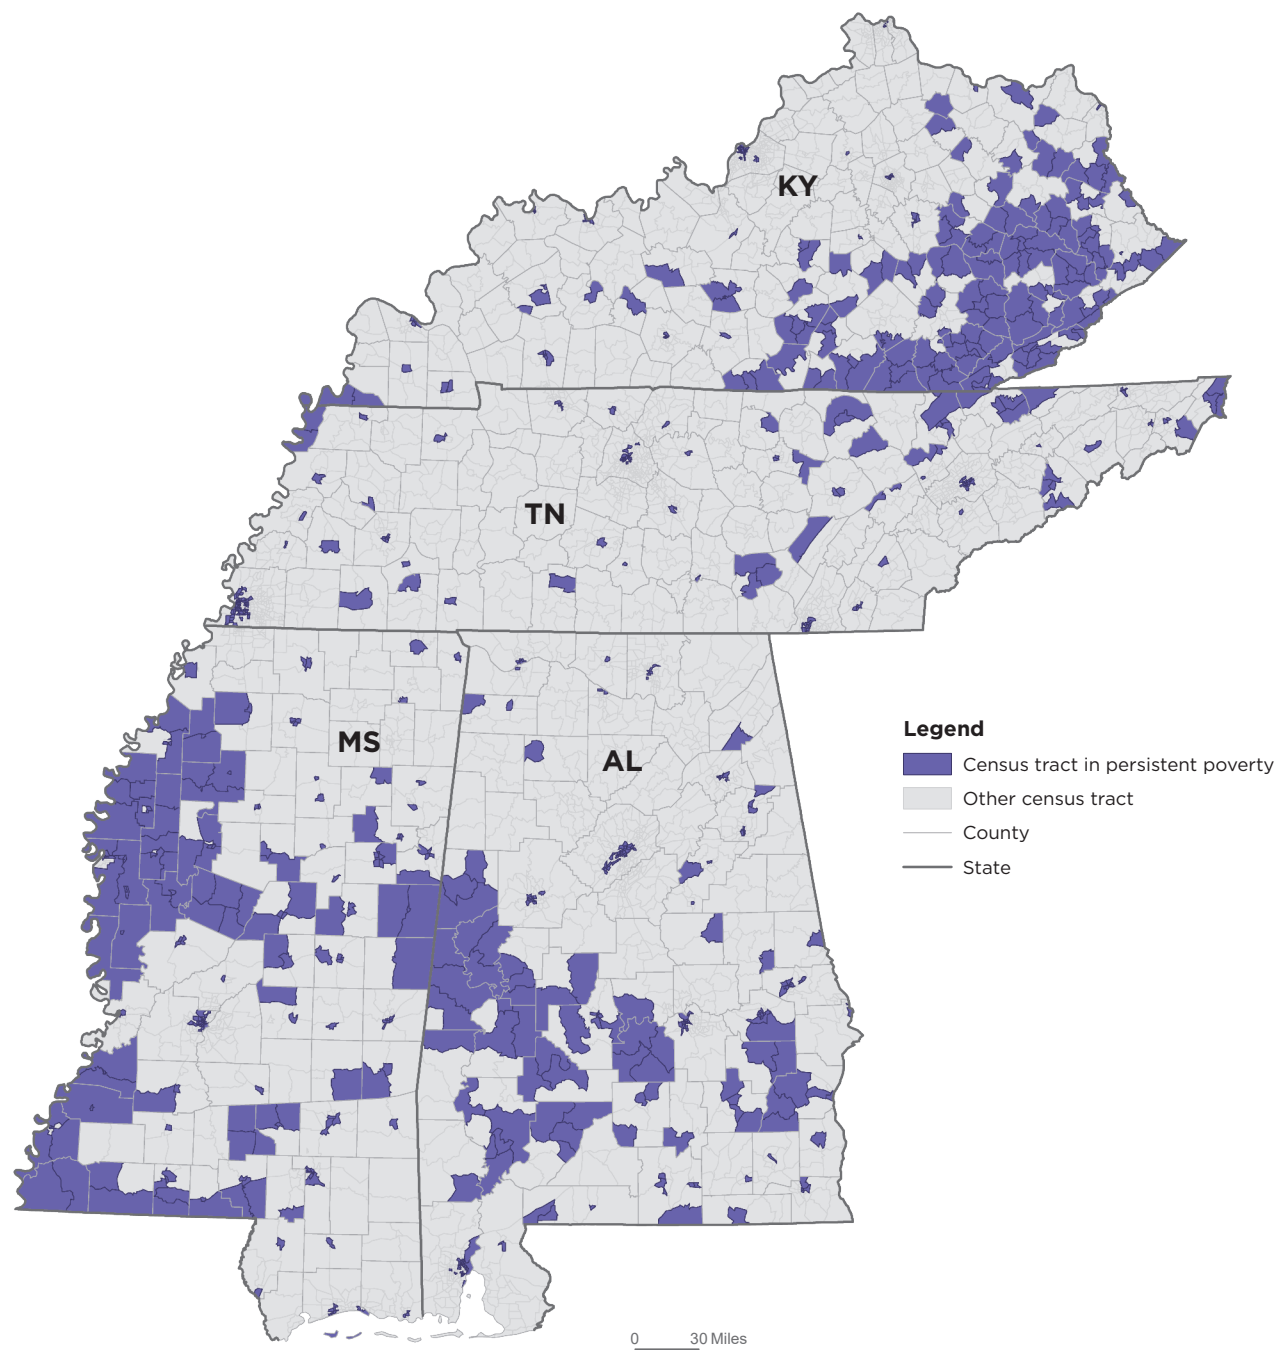 KY
TN
MS
AL
Legend
Census tract in persistent poverty
Other census tract
County
State
0 30 Miles